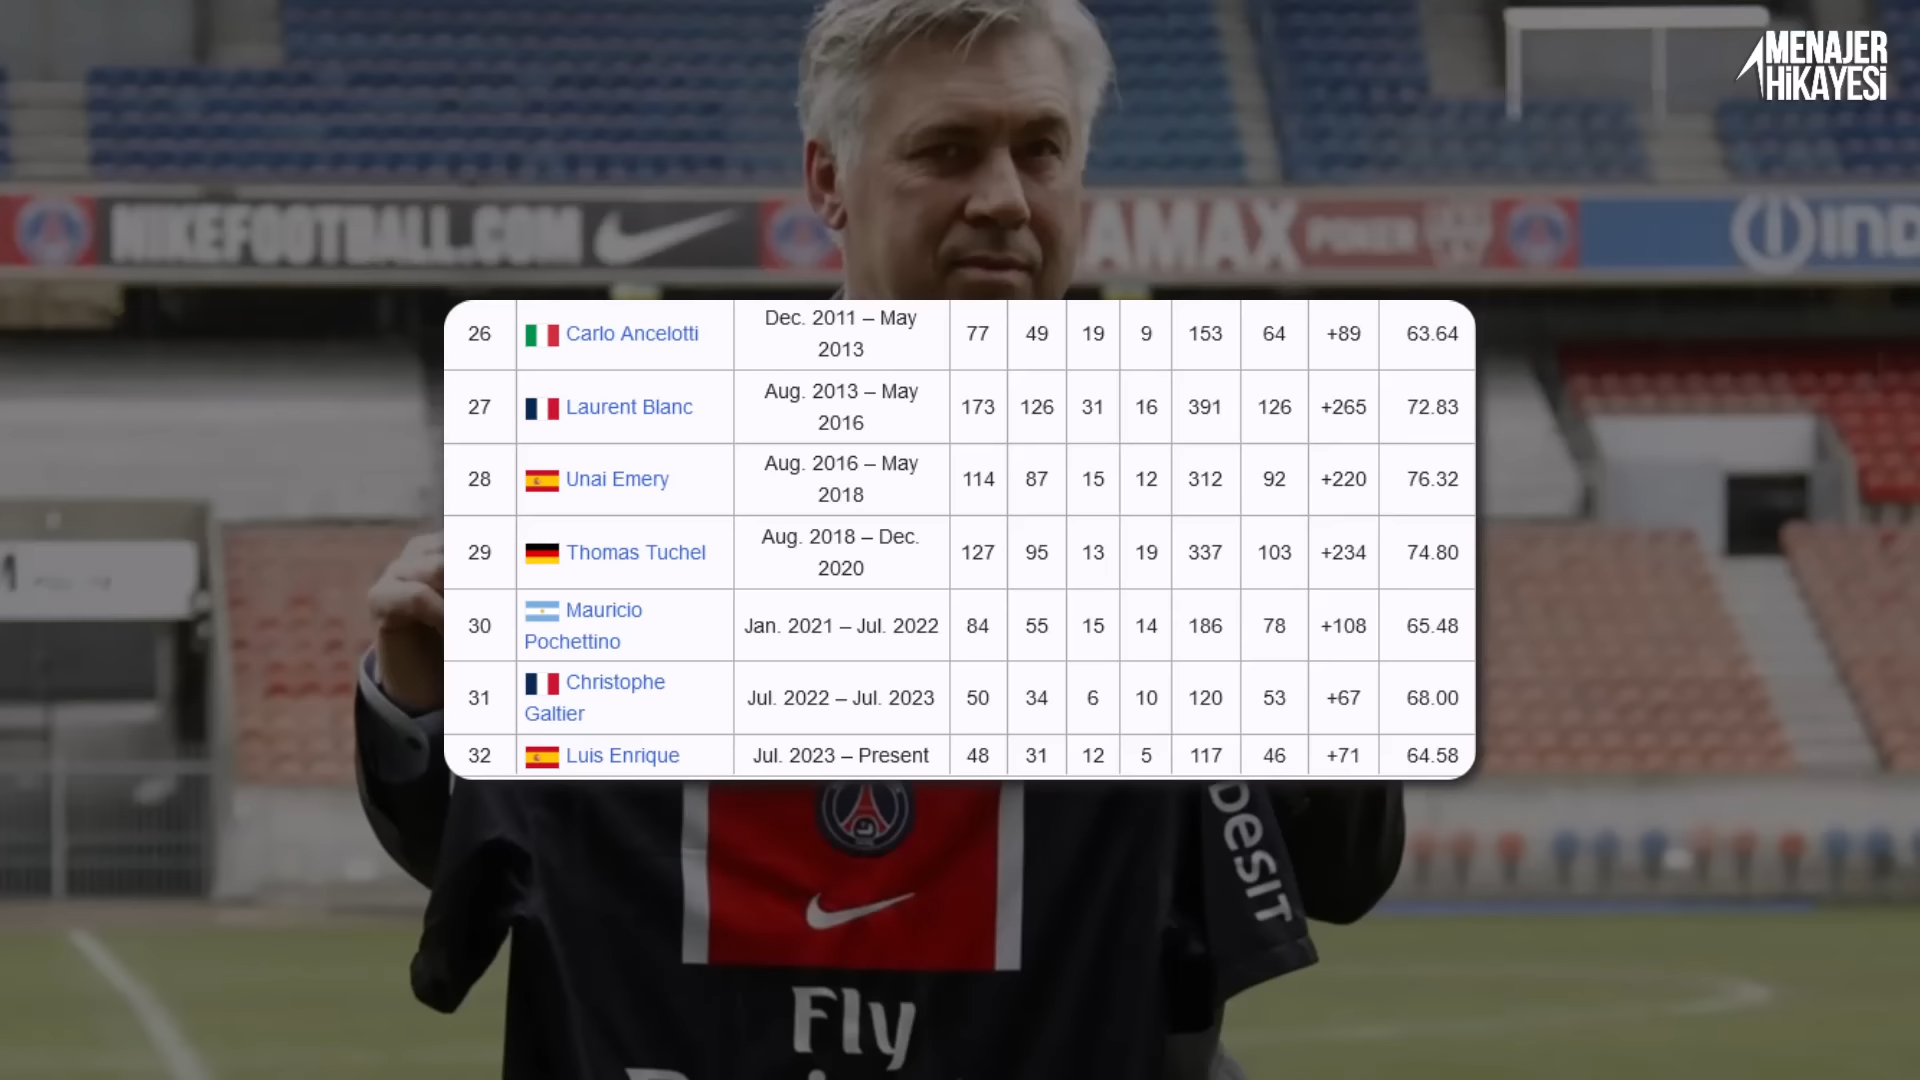 MENAJER
HİKAYESİ
NIKEFOOTBALL.COM
AMAX
POKER
IND
26 Carlo Ancelotti Dec. 2011 – May 2013 77 49 19 9 153 64 +89 63.64
27 Laurent Blanc Aug. 2013 – May 2016 173 126 31 16 391 126 +265 72.83
28 Unai Emery Aug. 2016 – May 2018 114 87 15 12 312 92 +220 76.32
29 Thomas Tuchel Aug. 2018 – Dec. 2020 127 95 13 19 337 103 +234 74.80
30 Mauricio Pochettino Jan. 2021 – Jul. 2022 84 55 15 14 186 78 +108 65.48
31 Christophe Galtier Jul. 2022 – Jul. 2023 50 34 6 10 120 53 +67 68.00
32 Luis Enrique Jul. 2023 – Present 48 31 12 5 117 46 +71 64.58
DESIT
Fly